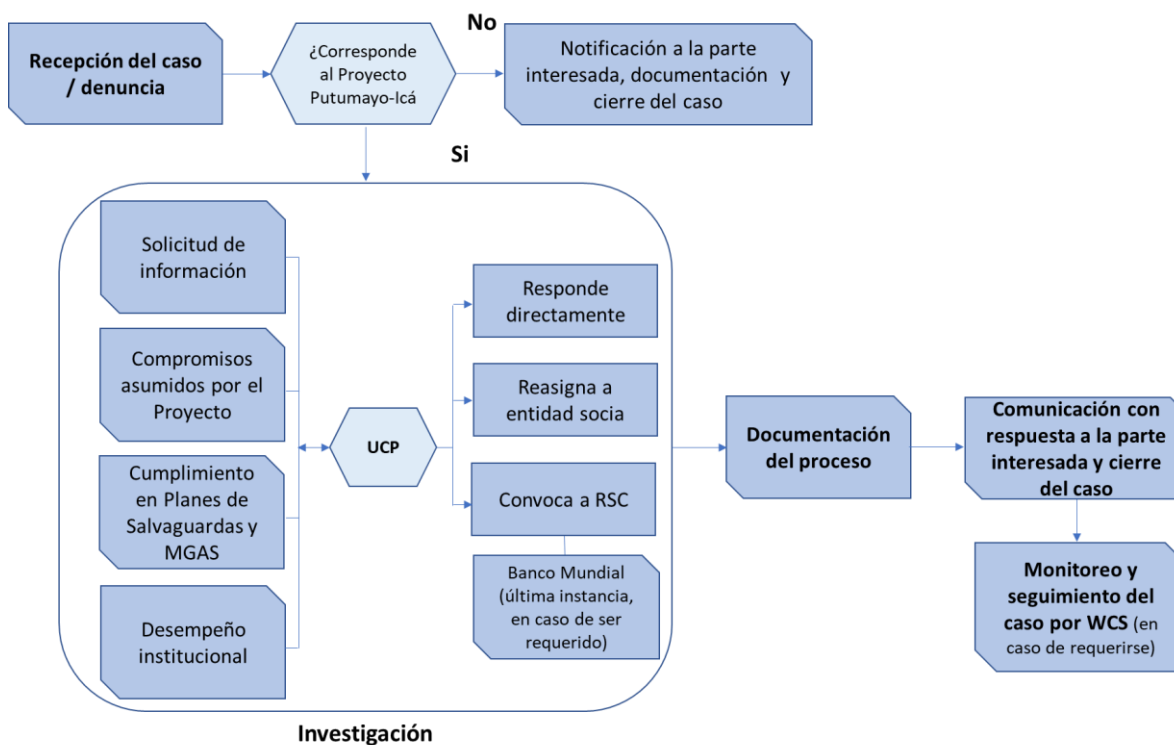 No
Recepción del caso
/ denuncia
¿Corresponde
al Proyecto
Putumayo-Icá
Notificación a la parte
interesada, documentación y
cierre del caso
Si
Solicitud de
información
Compromisos
asumidos por el
Proyecto
Cumplimiento
en Planes de
Salvaguardas y
MGAS
Desempeño
institucional
UCP
Responde
directamente
Reasigna a
entidad socia
Convoca a RSC
Banco Mundial
(última instancia,
en caso de ser
requerido)
Investigación
Documentación
del proceso
Comunicación con
respuesta a la parte
interesada y cierre
del caso
Monitoreo y
seguimiento del
caso por WCS (en
caso de requerirse)